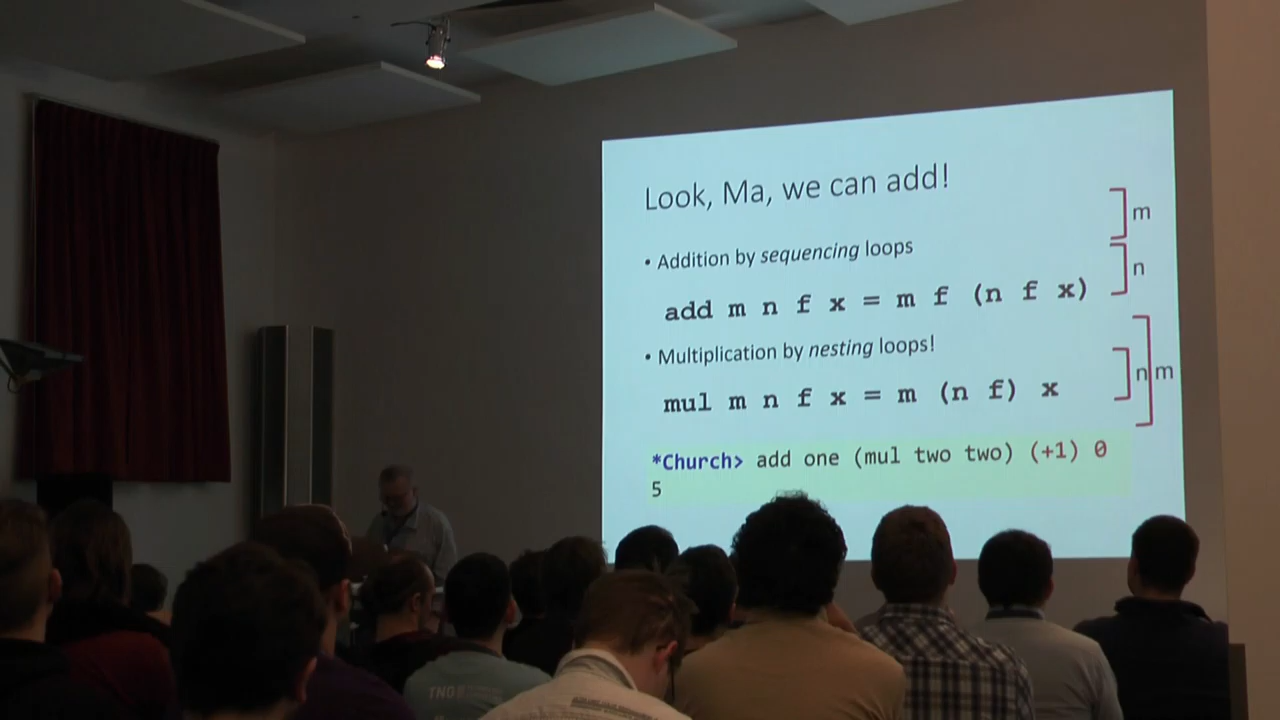 Look, Ma, we can add!
m
• Addition by sequencing loops
n
add m n f x = m f (n f x)
• Multiplication by nesting loops!
n m
mul m n f x = m (n f) x
*Church> add one (mul two two) (+1) 0
5
TNO